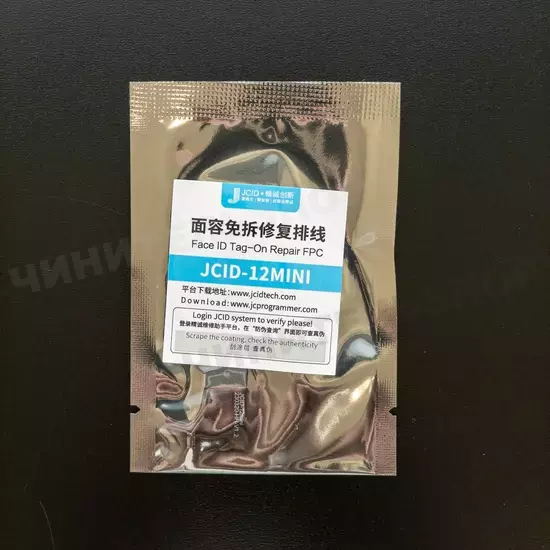 JCID•精诚创新
面容免拆修复排线
Face ID Tag-On Repair FPC
JCID-12MINI
平台下载地址:www.jcidtech.com
Download:www.jcprogrammer.com
Login JCID system to verify please!
登录精诚维修助手平台，在“防伪查询”界面即可查真伪
Scrape the coating, check the authenticity
刮涂层 查真伪